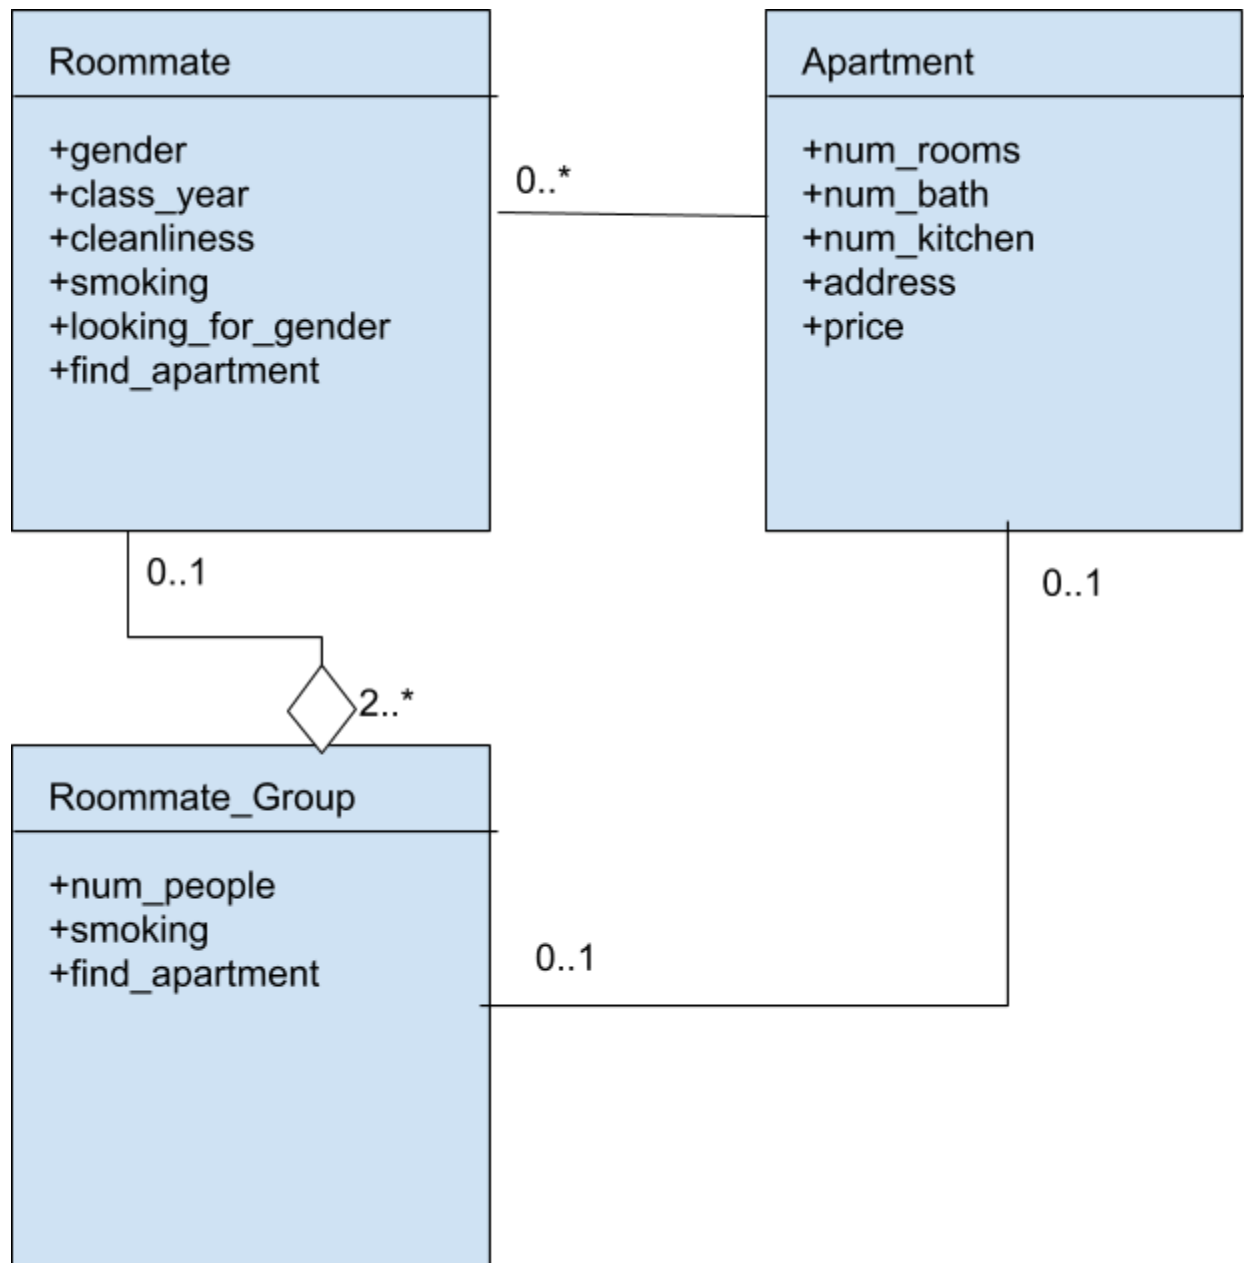 Roommate
+gender
+class_year
+cleanliness
+smoking
+looking_for_gender
+find_apartment
0..*
Apartment
+num_rooms
+num_bath
+num_kitchen
+address
+price
0..1
0..1
2..*
Roommate_Group
+num_people
+smoking
+find_apartment
0..1